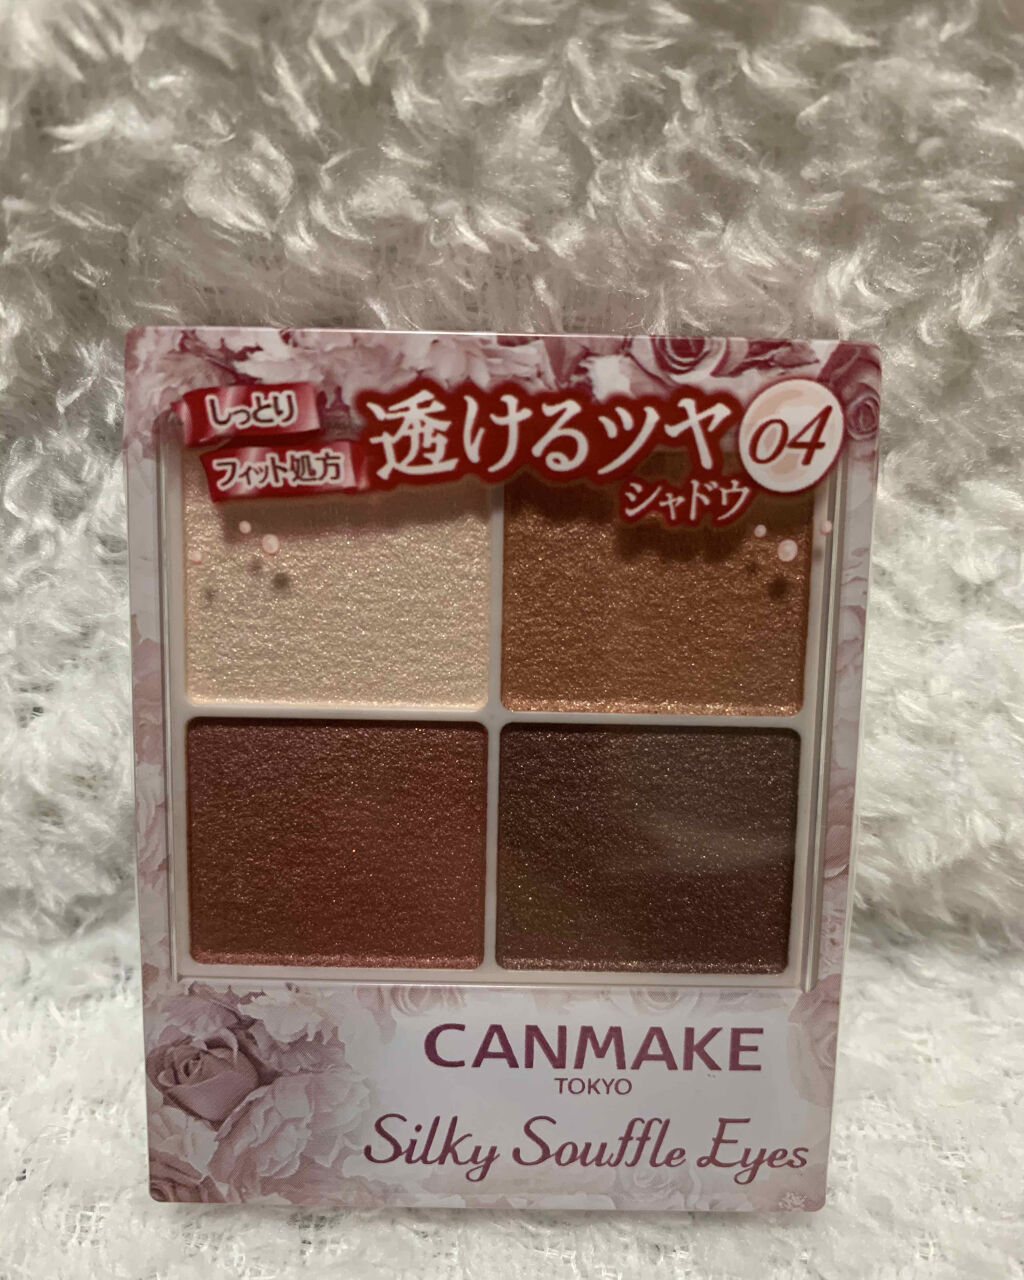 しっとり
フィット処方
透けるツヤ
シャドウ
04
CANMAKE
TOKYO
Silky Souffle Eyes